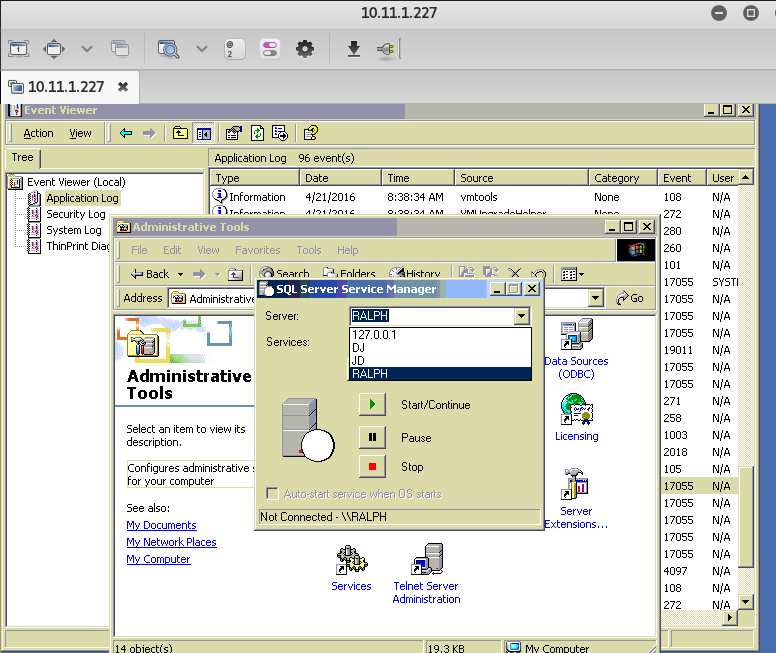 10.11.1.227
10.11.1.227
Event Viewer
Action View
Tree
Application Log 96 event(s)
Event Viewer (Local)
Application Log
Security Log
System Log
ThinPrint Diag
Type Date Time Source Category Event User
Information 4/21/2016 8:38:34 AM vmtools None 108 N/A
Information 4/21/2016 8:38:34 AM VMUpgradeHelper None 272 N/A
280 N/A
260 N/A
101 N/A
17055 SYSTE
17055 N/A
17055 N/A
17055 N/A
19011 N/A
17055 N/A
17055 N/A
271 N/A
258 N/A
1003 N/A
2018 N/A
105 N/A
17055 N/A
17055 N/A
17055 N/A
17055 N/A
17055 N/A
4097 N/A
108 N/A
272 N/A
Administrative Tools
File Edit View Favorites Tools Help
Back Search Folders History
Address Administrative Go
Administrative
Tools
Select an item to view its
description.
Configures administrative s
for your computer
See also:
My Documents
My Network Places
My Computer
Data Sources
(ODBC)
Licensing
Server
Extensions...
Services
Telnet Server
Administration
14 object(s) 19.3 KB My Computer
SQL Server Service Manager
Server: RALPH
127.0.0.1
DJ
JD
RALPH
Services:
Start/Continue
Pause
Stop
Auto-start service when OS starts
Not Connected - \\RALPH